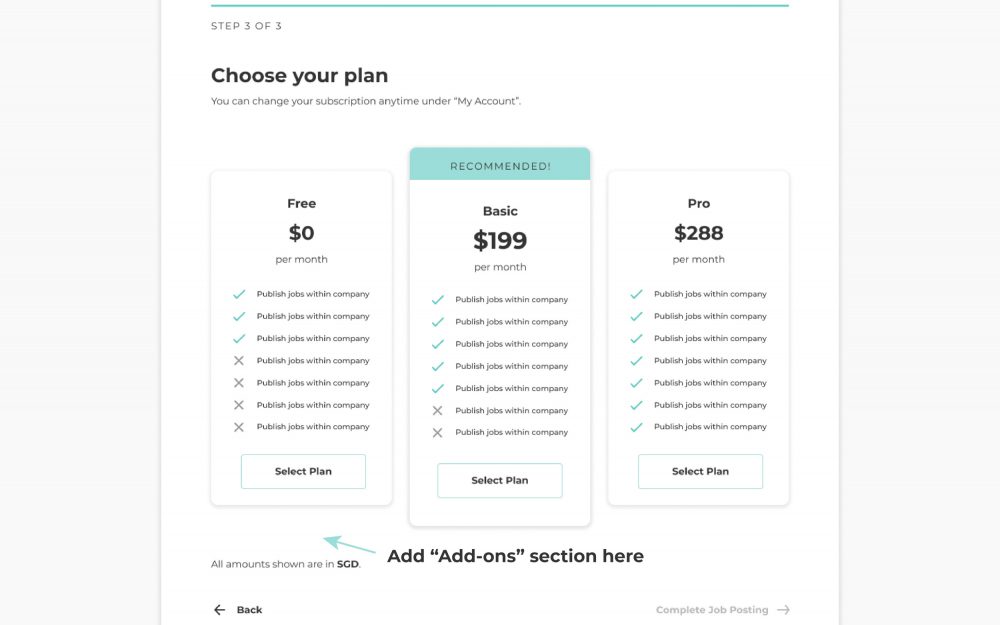 STEP 3 OF 3
Choose your plan
You can change your subscription anytime under “My Account”.
Free
$0
per month
Publish jobs within company
Publish jobs within company
Publish jobs within company
Publish jobs within company
Publish jobs within company
Publish jobs within company
Publish jobs within company
Select Plan
RECOMMENDED!
Basic
$199
per month
Publish jobs within company
Publish jobs within company
Publish jobs within company
Publish jobs within company
Publish jobs within company
Publish jobs within company
Publish jobs within company
Select Plan
Pro
$288
per month
Publish jobs within company
Publish jobs within company
Publish jobs within company
Publish jobs within company
Publish jobs within company
Publish jobs within company
Publish jobs within company
Select Plan
Add “Add-ons” section here
All amounts shown are in SGD.
Back
Complete Job Posting